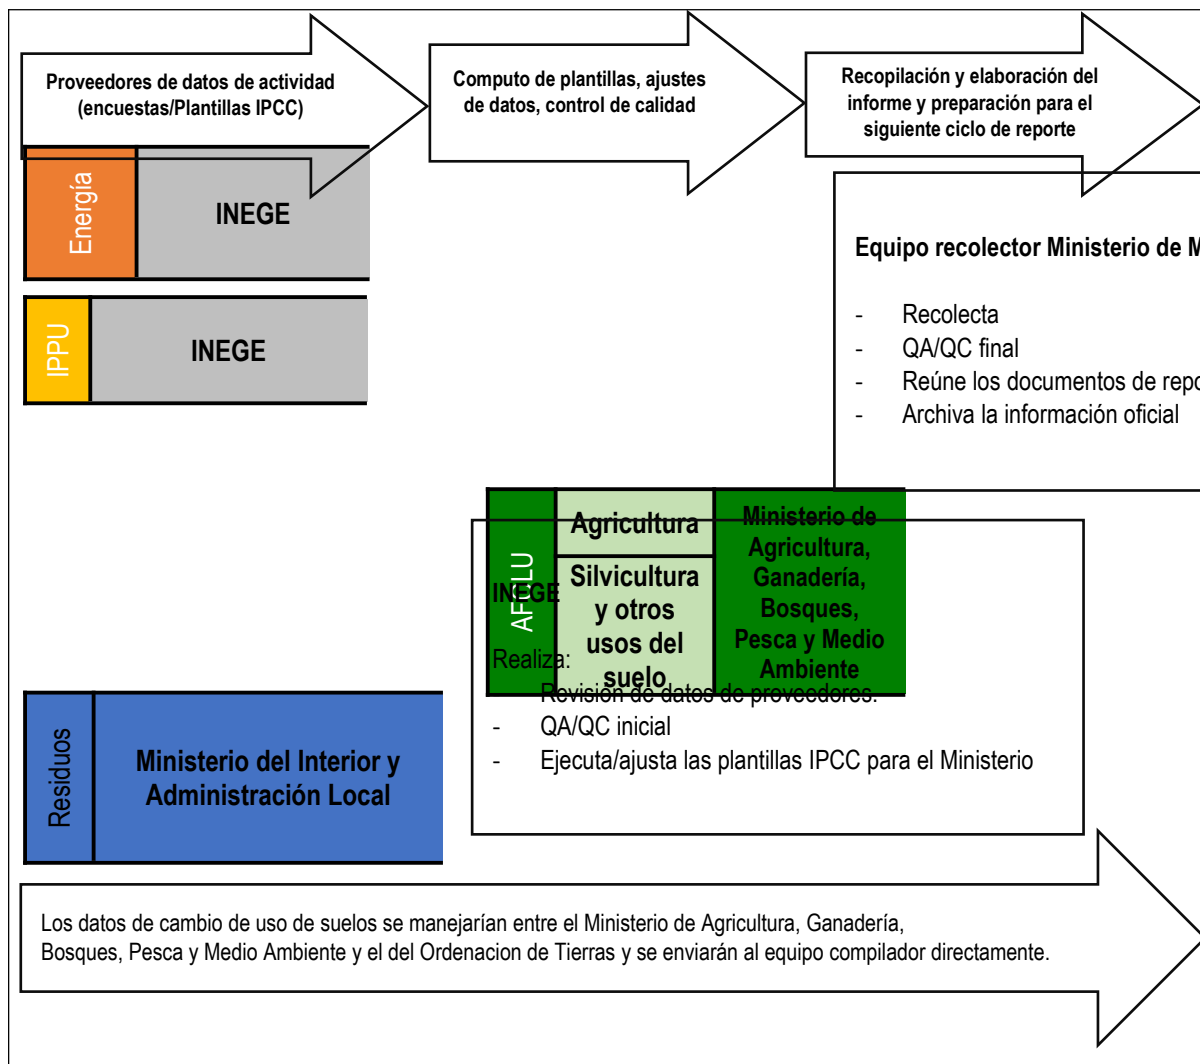 Proveedores de datos de actividad
(encuestas/Plantillas IPCC)
Computo de plantillas, ajustes
de datos, control de calidad
Recopilación y elaboración del
informe y preparación para el
siguiente ciclo de reporte
Energía
INEGE
IPPU
INEGE
Equipo recolector Ministerio de M
- Recolecta
- QA/QC final
- Reúne los documentos de repo
- Archiva la información oficial
Agricultura
Silvicultura
y otros
usos del
suelo
Ministerio de
Agricultura,
Ganadería,
Bosques,
Pesca y Medio
Ambiente
INEGE
Realiza:
Revisión de datos de proveedores.
- QA/QC inicial
- Ejecuta/ajusta las plantillas IPCC para el Ministerio
Residuos
Ministerio del Interior y
Administración Local
Los datos de cambio de uso de suelos se manejarían entre el Ministerio de Agricultura, Ganadería,
Bosques, Pesca y Medio Ambiente y el del Ordenacion de Tierras y se enviarán al equipo compilador directamente.